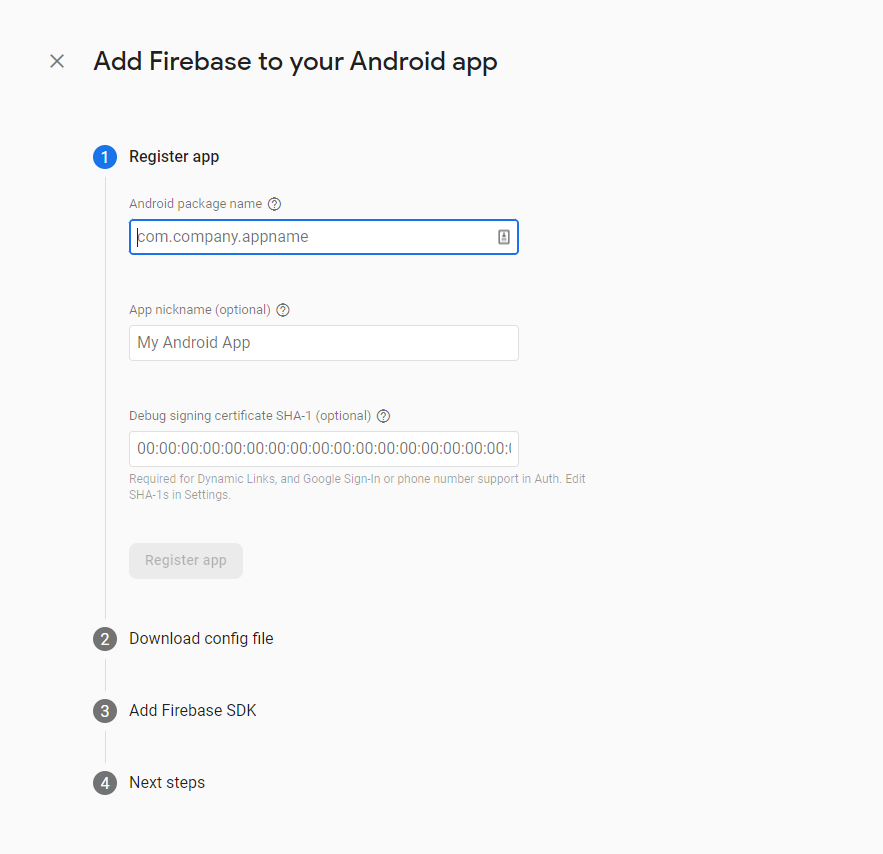 Add Firebase to your Android app
1 Register app
Android package name
com.company.appname
App nickname (optional)
My Android App
Debug signing certificate SHA-1 (optional)
00:00:00:00:00:00:00:00:00:00:00:00:00:00:00:00:00:
Required for Dynamic Links, and Google Sign-In or phone number support in Auth. Edit
SHA-1s in Settings.
Register app
2 Download config file
3 Add Firebase SDK
4 Next steps